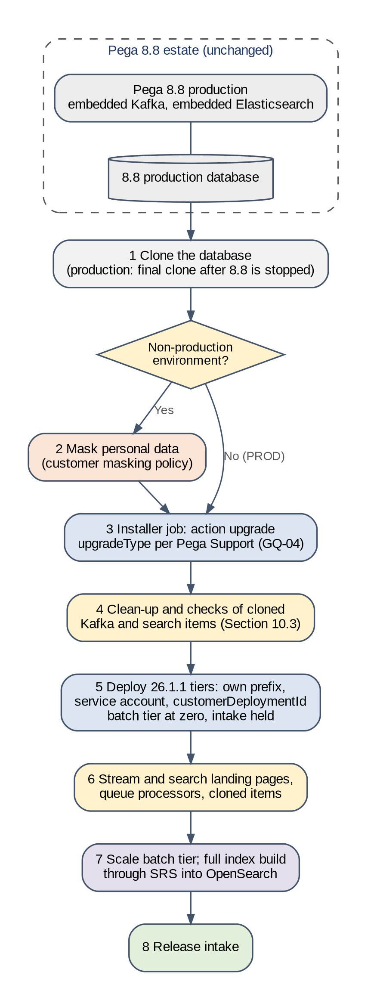 Pega 8.8 estate (unchanged)
Pega 8.8 production
embedded Kafka, embedded Elasticsearch
8.8 production database
1 Clone the database
(production: final clone after 8.8 is stopped)
Non-production
environment?
Yes
2 Mask personal data
(customer masking policy)
No (PROD)
3 Installer job: action upgrade
upgradeType per Pega Support (GQ-04)
4 Clean-up and checks of cloned
Kafka and search items (Section 10.3)
5 Deploy 26.1.1 tiers: own prefix,
service account, customerDeploymentId
batch tier at zero, intake held
6 Stream and search landing pages,
queue processors, cloned items
7 Scale batch tier; full index build
through SRS into OpenSearch
8 Release intake